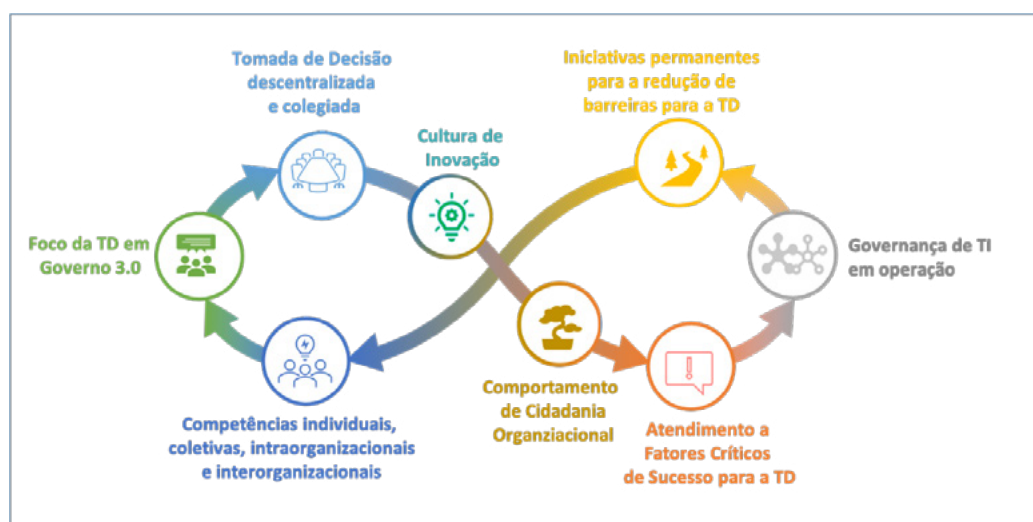 Tomada de Decisão
descentralizada
e colegiada
Iniciativas permanentes
para a redução de
barreiras para a TD
Cultura de
Inovação
Foco da TD em
Governo 3.0
Governança de TI
em operação
Competências individuais,
coletivas, intraorganizacionais
e interorganizacionais
Comportamento
de Cidadania
Organziacional
Atendimento a
Fatores Críticos
de Sucesso para a TD